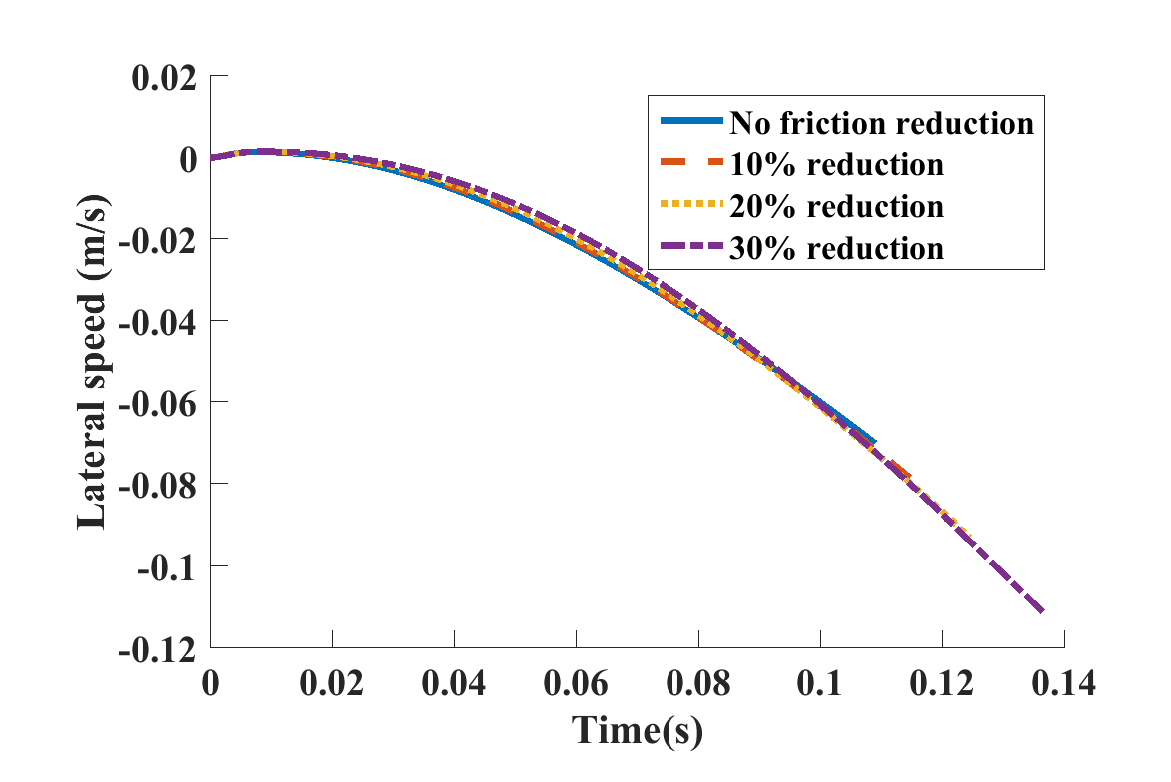 0.02
0
-0.02
-0.04
-0.06
-0.08
-0.1
-0.12
Lateral speed (m/s)
No friction reduction
10% reduction
20% reduction
30% reduction
0 0.02 0.04 0.06 0.08 0.1 0.12 0.14
Time(s)